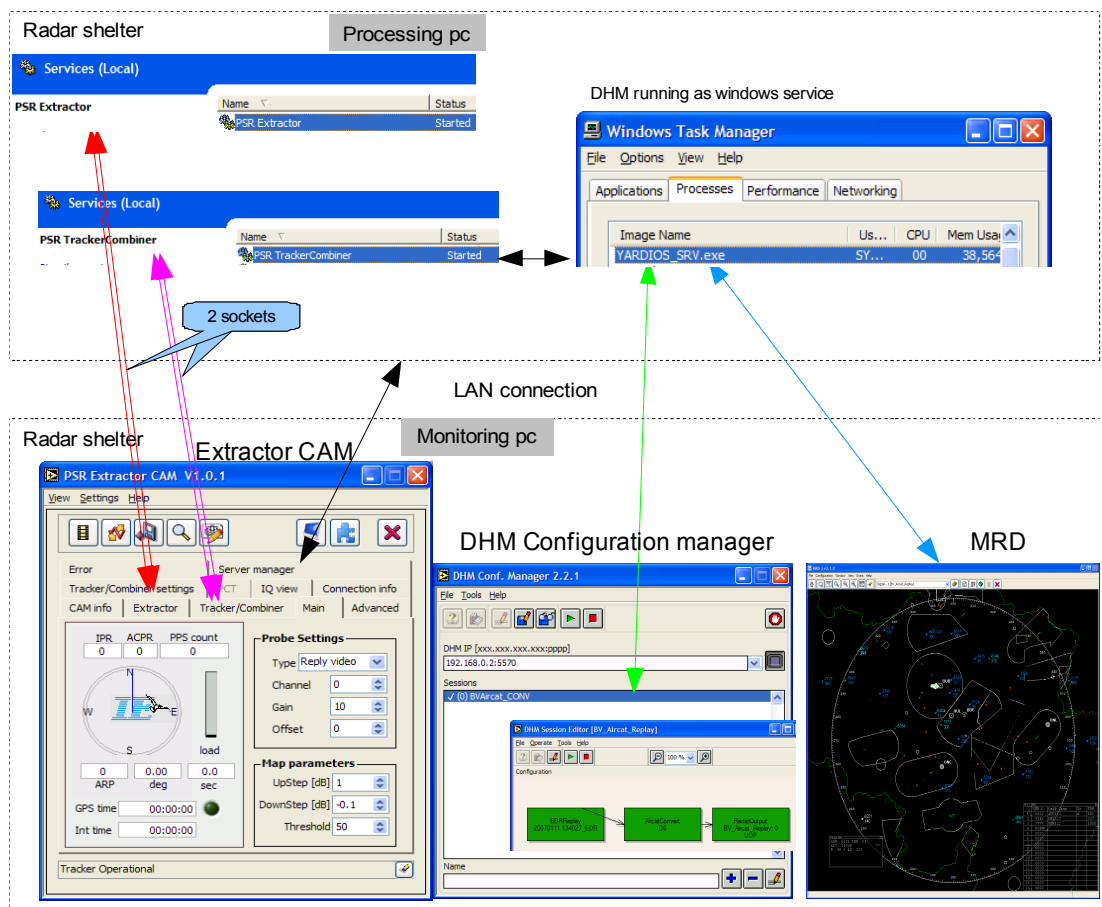 Radar shelter
Processing pc
Services (Local)
PSR Extractor
Name
Status
PSR Extractor
Started
DHM running as windows service
Windows Task Manager
File Options View Help
Applications Processes Performance Networking
Image Name Us... CPU Mem Usa
YARDIOS_SRV.exe SY... 00 38,564
Services (Local)
PSR TrackerCombiner
Name
Status
PSR TrackerCombiner
Started
2 sockets
LAN connection
Radar shelter
Monitoring pc
Extractor CAM
PSR Extractor CAM V1.0.1
View Settings Help
Error Server manager
Tracker/Combiner settings PCT IQ view Connection info
CAM info Extractor Tracker/Combiner Main Advanced
IPR ACPR PPS count
0 0 0
N
W E
S
load
0 0.00 0.0
ARP deg sec
GPS time 00:00:00
Int time 00:00:00
Probe Settings
Type Reply video
Channel 0
Gain 10
Offset 0
Map parameters
UpStep [dB] 1
DownStep [dB] -0.1
Threshold 50
Tracker Operational
DHM Configuration manager
DHM Conf. Manager 2.2.1
File Tools Help
DHM IP [xxx.xxx.xxx.xxx:pppp]
192.168.0.2:5570
Sessions
(0) BVAircat_CONV
DHM Session Editor [BV_Aircat_Replay]
File Operate Tools Help
100 %
Configuration
EDRReplay
20070111 134027_EDR
AircatConvert
D6
RadarOutput
BV_Aircat_Replay: 0
UDP
Name
MRD